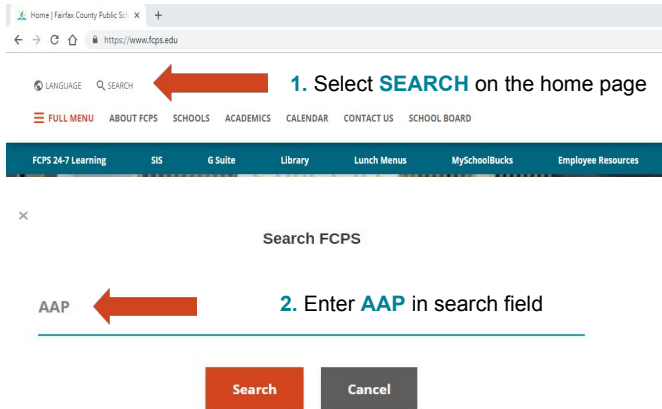 Home | Fairfax County Public Sch x +
https://www.fcps.edu
LANGUAGE SEARCH
1. Select SEARCH on the home page
FULL MENU ABOUT FCPS SCHOOLS ACADEMICS CALENDAR CONTACT US SCHOOL BOARD
FCPS 24-7 Learning SIS G Suite Library Lunch Menus MySchoolBucks Employee Resources
×
Search FCPS
AAP
2. Enter AAP in search field
Search Cancel